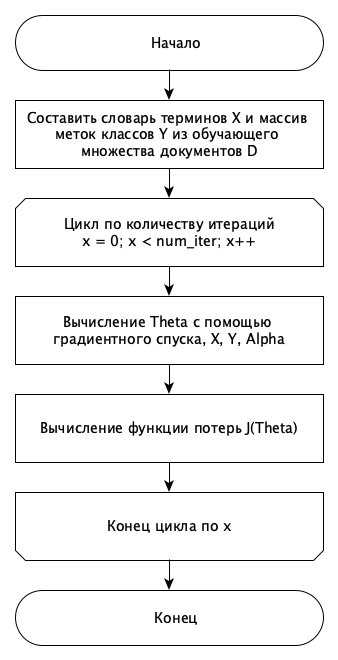 Начало
Составить словарь терминов X и массив
меток классов Y из обучающего
множества документов D
Цикл по количеству итераций
x = 0; x < num_iter; x++
Вычисление Theta с помощью
градиентного спуска, X, Y, Alpha
Вычисление функции потерь J(Theta)
Конец цикла по x
Конец